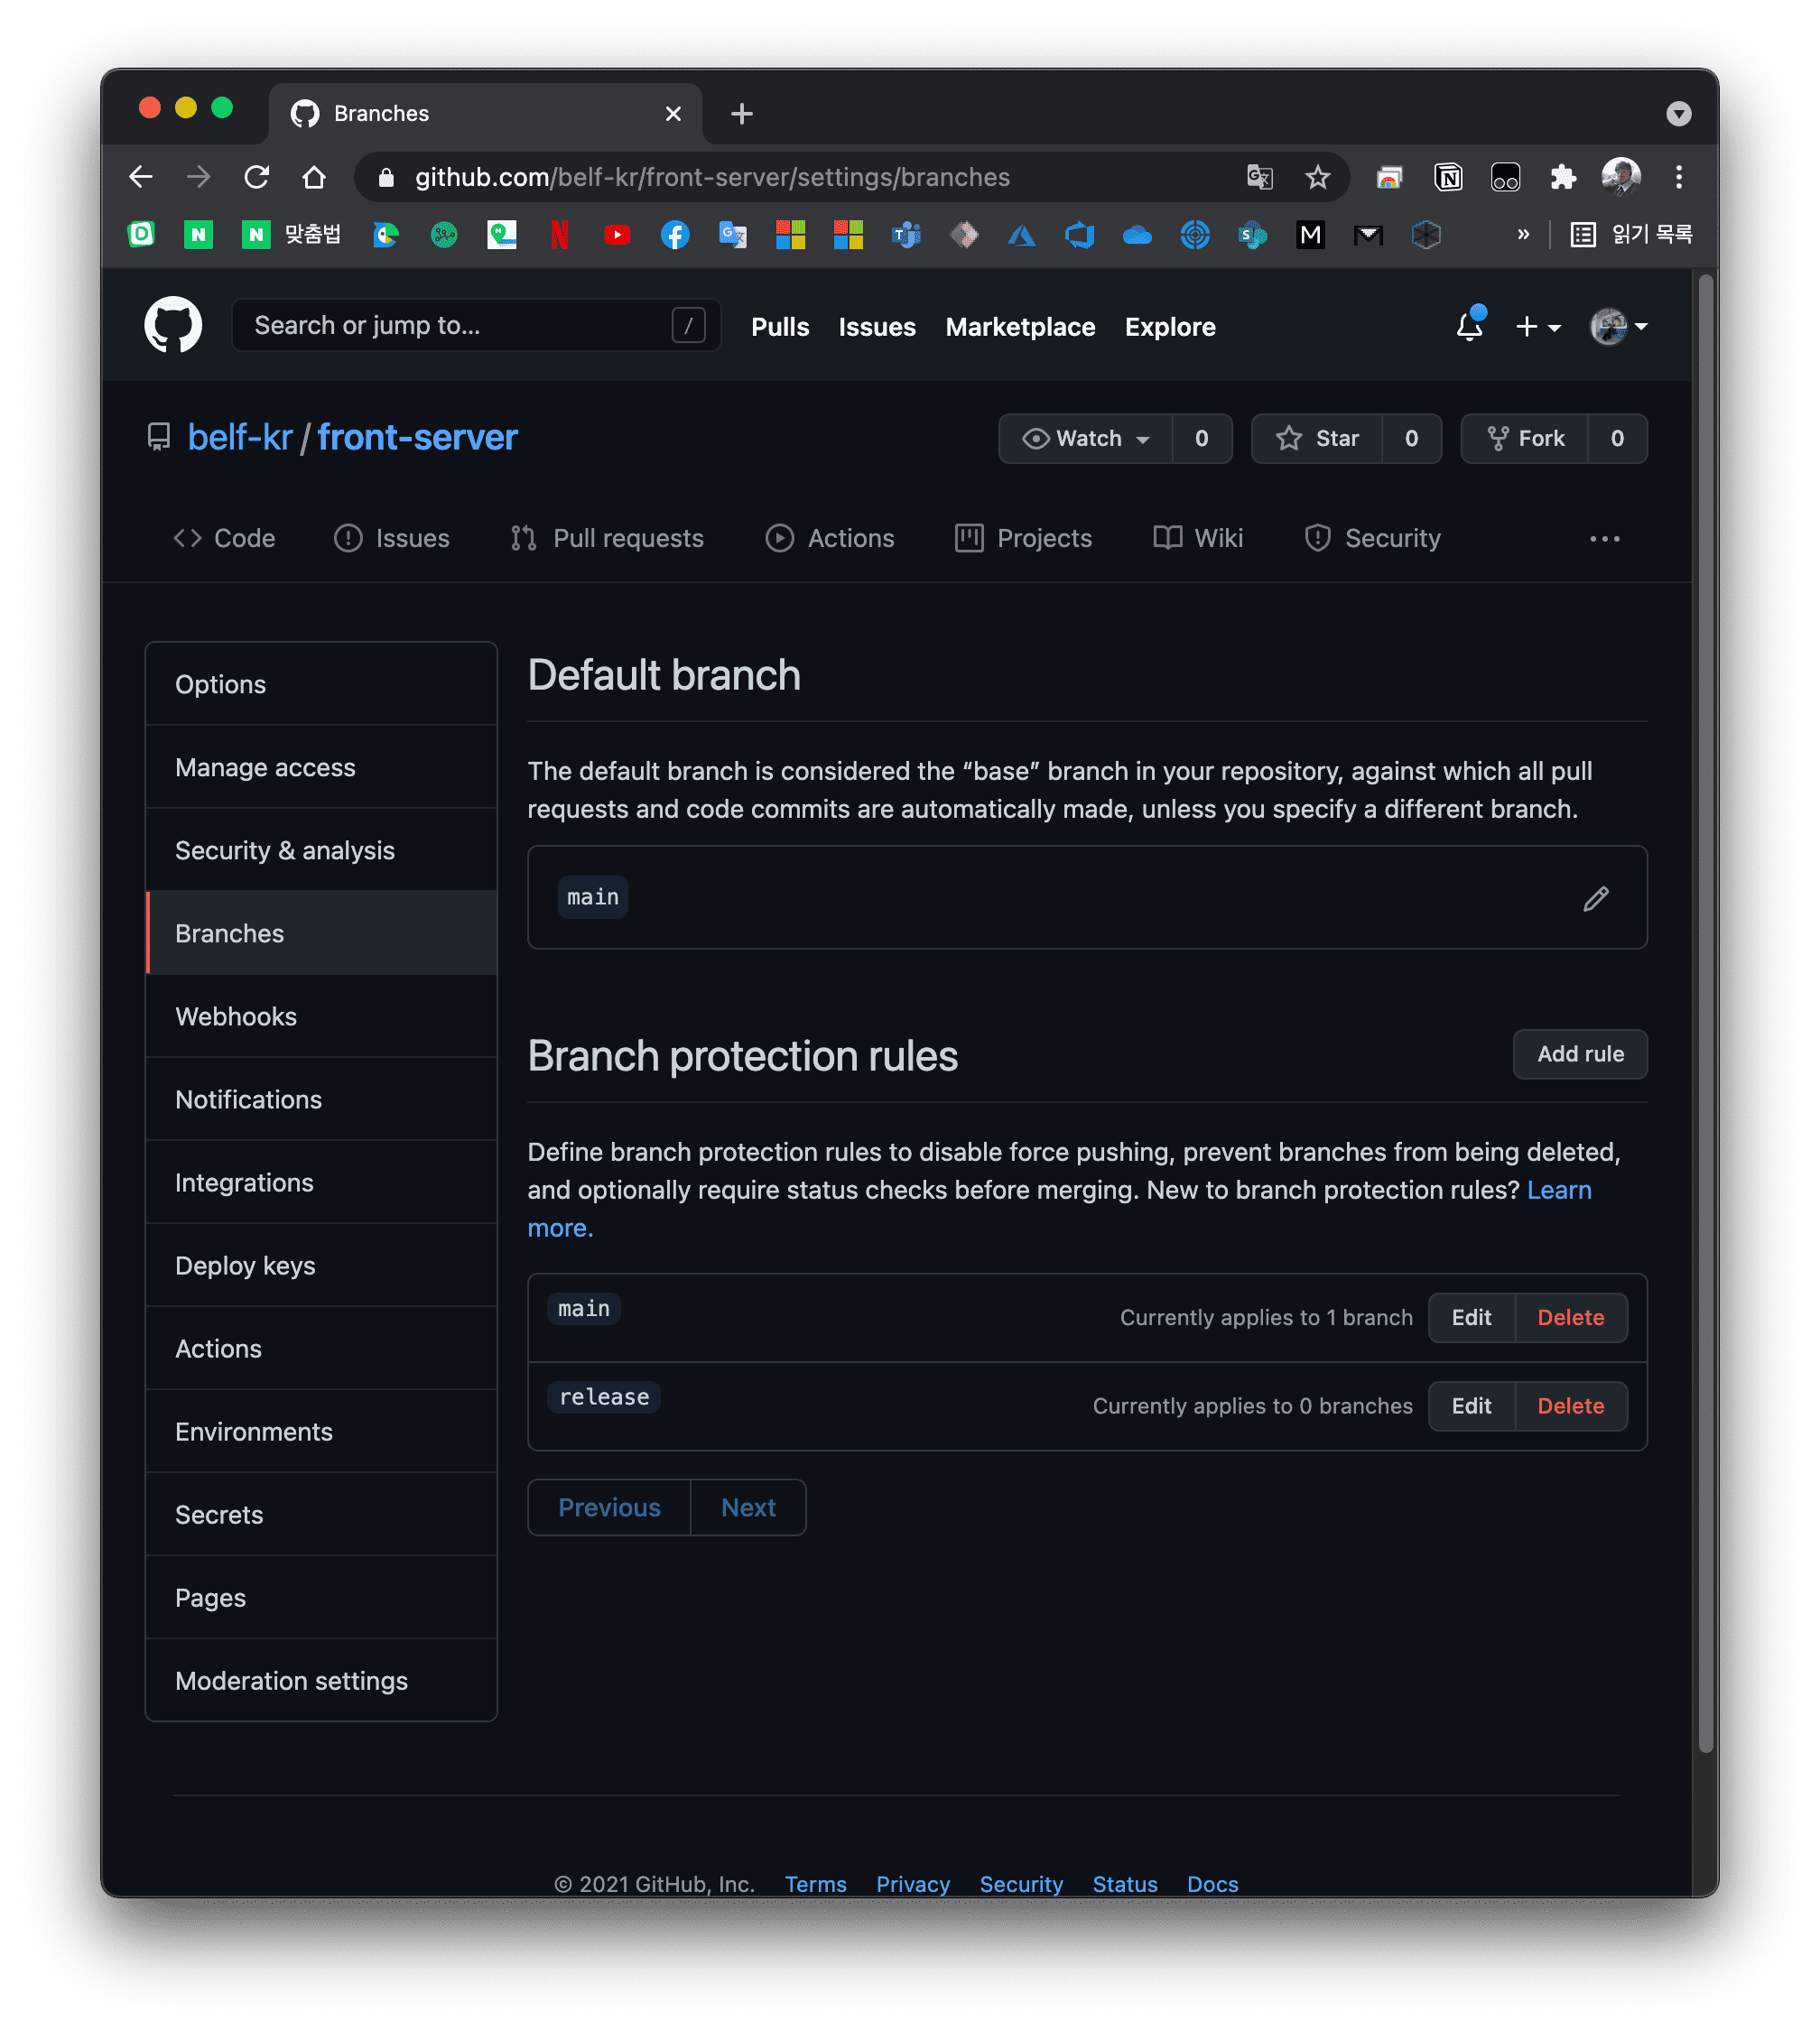 Branches
github.com/belf-kr/front-server/settings/branches
맞춤법
읽기 목록
Search or jump to...
/
Pulls
Issues
Marketplace
Explore
belf-kr / front-server
Watch 0
Star 0
Fork 0
Code
Issues
Pull requests
Actions
Projects
Wiki
Security
Options
Manage access
Security & analysis
Branches
Webhooks
Notifications
Integrations
Deploy keys
Actions
Environments
Secrets
Pages
Moderation settings
Default branch
The default branch is considered the “base” branch in your repository, against which all pull
requests and code commits are automatically made, unless you specify a different branch.
main
Branch protection rules
Add rule
Define branch protection rules to disable force pushing, prevent branches from being deleted,
and optionally require status checks before merging. New to branch protection rules? Learn
more.
main
Currently applies to 1 branch
Edit
Delete
release
Currently applies to 0 branches
Edit
Delete
Previous
Next
© 2021 GitHub, Inc.
Terms
Privacy
Security
Status
Docs